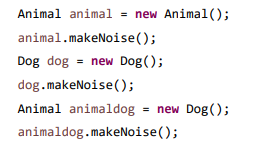 Animal animal = new Animal();
animal.makeNoise();
Dog dog = new Dog();
dog.makeNoise();
Animal animaldog = new Dog();
animaldog.makeNoise();